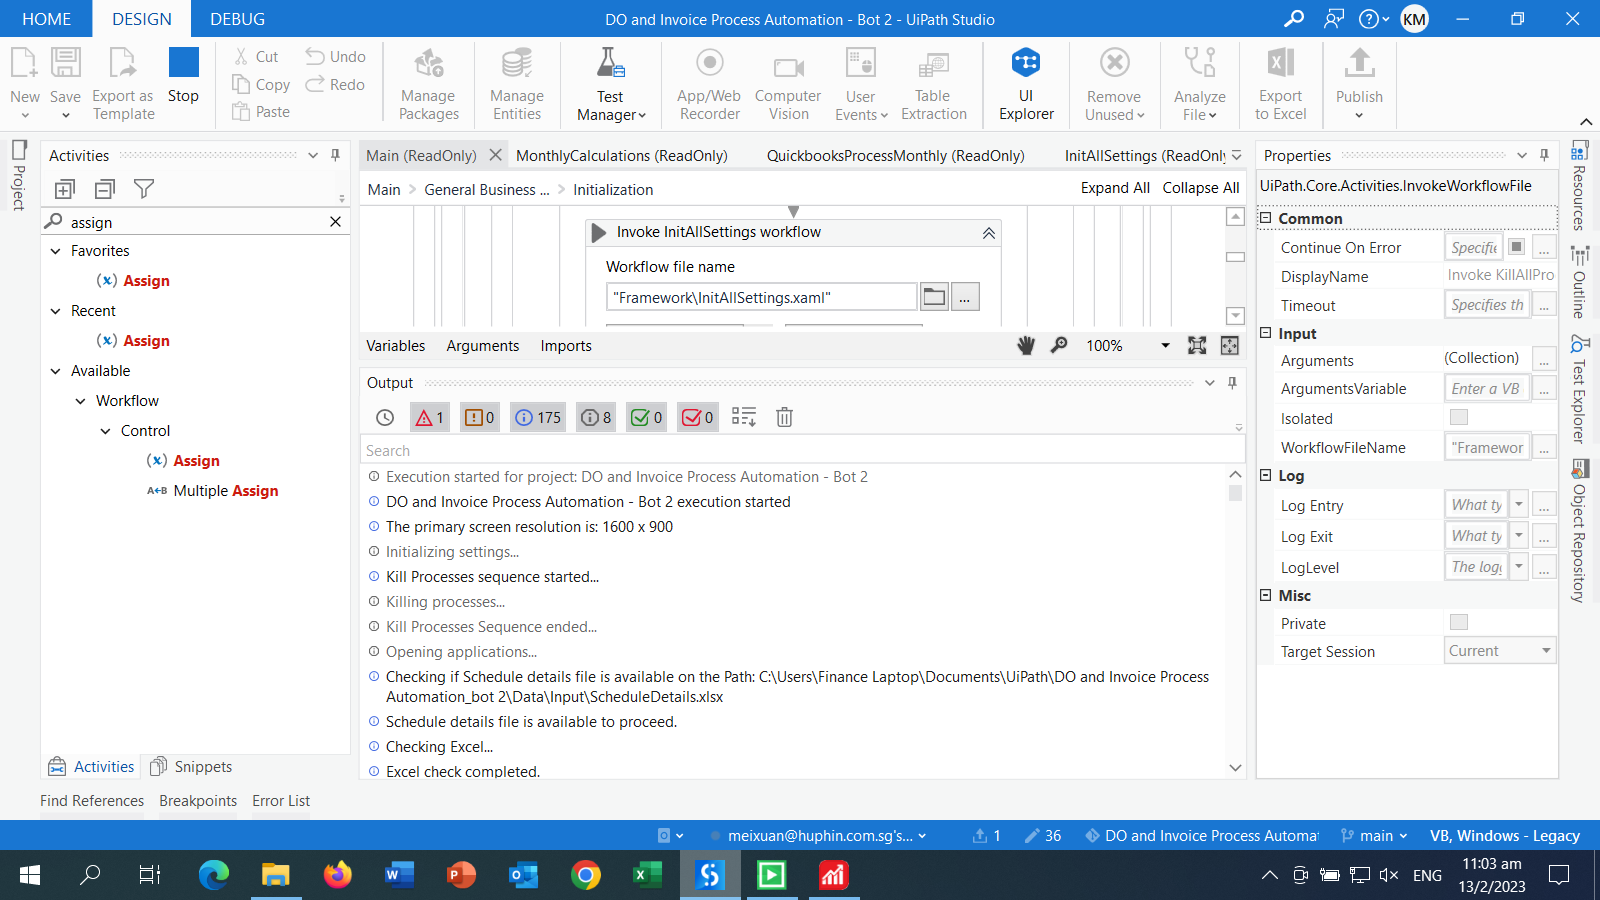 HOME
DESIGN
DEBUG
DO and Invoice Process Automation - Bot 2 - UiPath Studio
KM
New
Save
Export as Template
Stop
Cut
Copy
Paste
Undo
Redo
Manage Packages
Manage Entities
Test Manager
App/Web Recorder
Computer Vision
User Events
Table Extraction
UI Explorer
Remove Unused
Analyze File
Export to Excel
Publish
Project
Activities
assign
Favorites
Assign
Recent
Assign
Available
Workflow
Control
Assign
Multiple Assign
Activities
Snippets
Main (ReadOnly)
MonthlyCalculations (ReadOnly)
QuickbooksProcessMonthly (ReadOnly)
InitAllSettings (ReadOnly
Main > General Business ... > Initialization
Expand All
Collapse All
Invoke InitAllSettings workflow
Workflow file name
"Framework\InitAllSettings.xaml"
...
Variables
Arguments
Imports
100%
Output
1
0
175
8
0
0
Search
Execution started for project: DO and Invoice Process Automation - Bot 2
DO and Invoice Process Automation - Bot 2 execution started
The primary screen resolution is: 1600 x 900
Initializing settings...
Kill Processes sequence started...
Killing processes...
Kill Processes Sequence ended...
Opening applications...
Checking if Schedule details file is available on the Path: C:\Users\Finance Laptop\Documents\UiPath\DO and Invoice Process
Automation_bot 2\Data\Input\ScheduleDetails.xlsx
Schedule details file is available to proceed.
Checking Excel...
Excel check completed.
Properties
UiPath.Core.Activities.InvokeWorkflowFile
Common
Continue On Error Specifie ...
DisplayName Invoke KillAllPro
Timeout Specifies th ...
Input
Arguments (Collection) ...
ArgumentsVariable Enter a VB ...
Isolated
WorkflowFileName "Framewor ...
Log
Log Entry What ty ...
Log Exit What ty ...
LogLevel The log ...
Misc
Private
Target Session Current
Resources
Outline
Test Explorer
Object Repository
Find References
Breakpoints
Error List
meixuan@huphin.com.sg's...
1
36
DO and Invoice Process Automat
main
VB, Windows - Legacy
ENG
11:03 am
13/2/2023